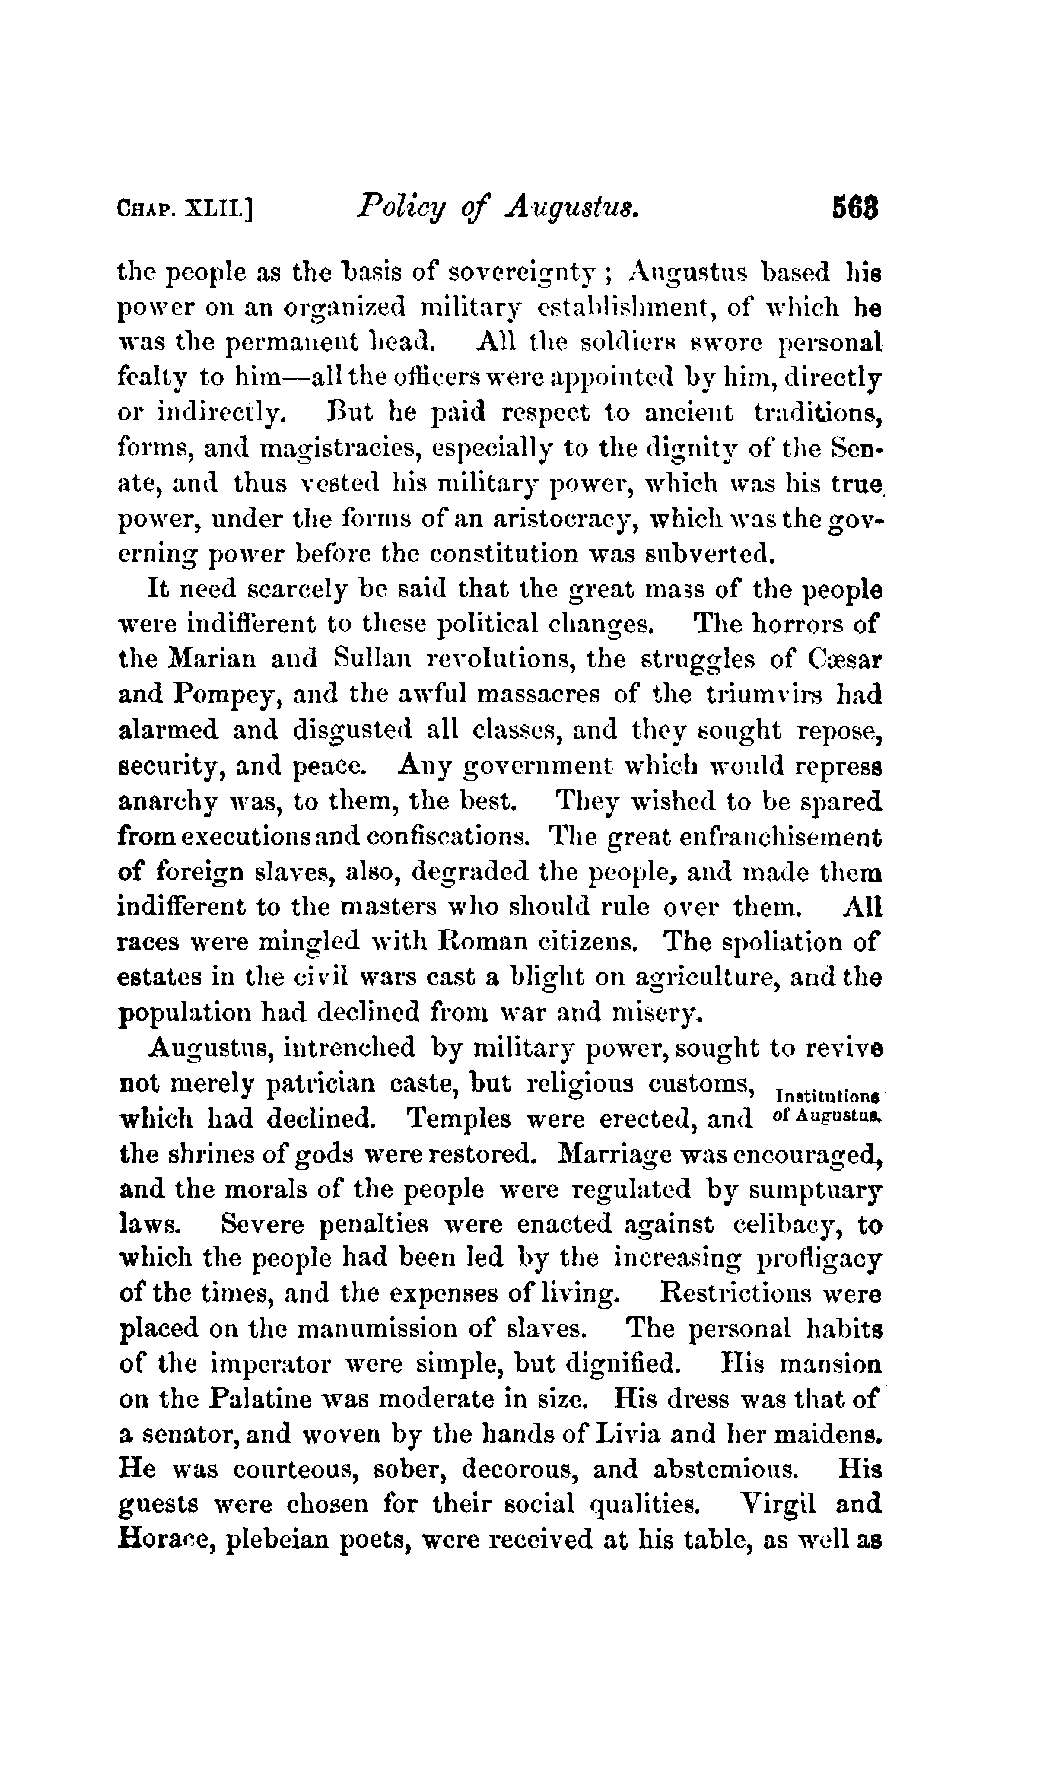 CHAP. XLII.] Policy of Augustus. 563
the people as the basis of sovereignty ; Augustus based his
power on an organized military establishment, of which he
was the permanent head. All the soldiers swore personal
fealty to him—all the officers were appointed by him, directly
or indirectly. But he paid respect to ancient traditions,
forms, and magistracies, especially to the dignity of the Sen-
ate, and thus vested his military power, which was his true
power, under the forms of an aristocracy, which was the gov-
erning power before the constitution was subverted.
It need scarcely be said that the great mass of the people
were indifferent to these political changes. The horrors of
the Marian and Sullan revolutions, the struggles of Cæsar
and Pompey, and the awful massacres of the triumvirs had
alarmed and disgusted all classes, and they sought repose,
security, and peace. Any government which would repress
anarchy was, to them, the best. They wished to be spared
from executions and confiscations. The great enfranchisement
of foreign slaves, also, degraded the people, and made them
indifferent to the masters who should rule over them. All
races were mingled with Roman citizens. The spoliation of
estates in the civil wars cast a blight on agriculture, and the
population had declined from war and misery.
Augustus, intrenched by military power, sought to revive
not merely patrician caste, but religious customs,
Institutions
which had declined. Temples were erected, and
of Augustus.
the shrines of gods were restored. Marriage was encouraged,
and the morals of the people were regulated by sumptuary
laws. Severe penalties were enacted against celibacy, to
which the people had been led by the increasing profligacy
of the times, and the expenses of living. Restrictions were
placed on the manumission of slaves. The personal habits
of the imperator were simple, but dignified. His mansion
on the Palatine was moderate in size. His dress was that of
a senator, and woven by the hands of Livia and her maidens.
He was courteous, sober, decorous, and abstemious. His
guests were chosen for their social qualities. Virgil and
Horace, plebeian poets, were received at his table, as well as